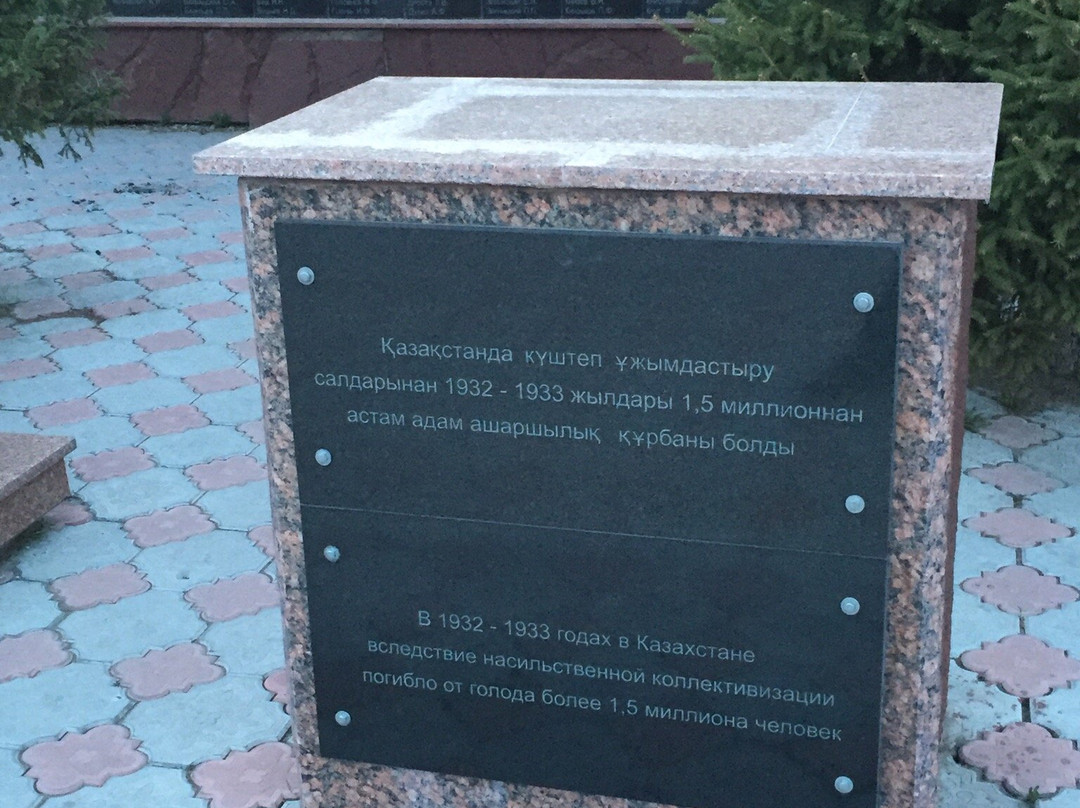 Қазақстанда күштеп ұжымдастыру
салдарынан 1932 - 1933 жылдары 1,5 миллионнан
астам адам ашаршылық құрбаны болды
В 1932 - 1933 годах в Казахстане
вследствие насильственной коллективизации
погибло от голода более 1,5 миллиона человек